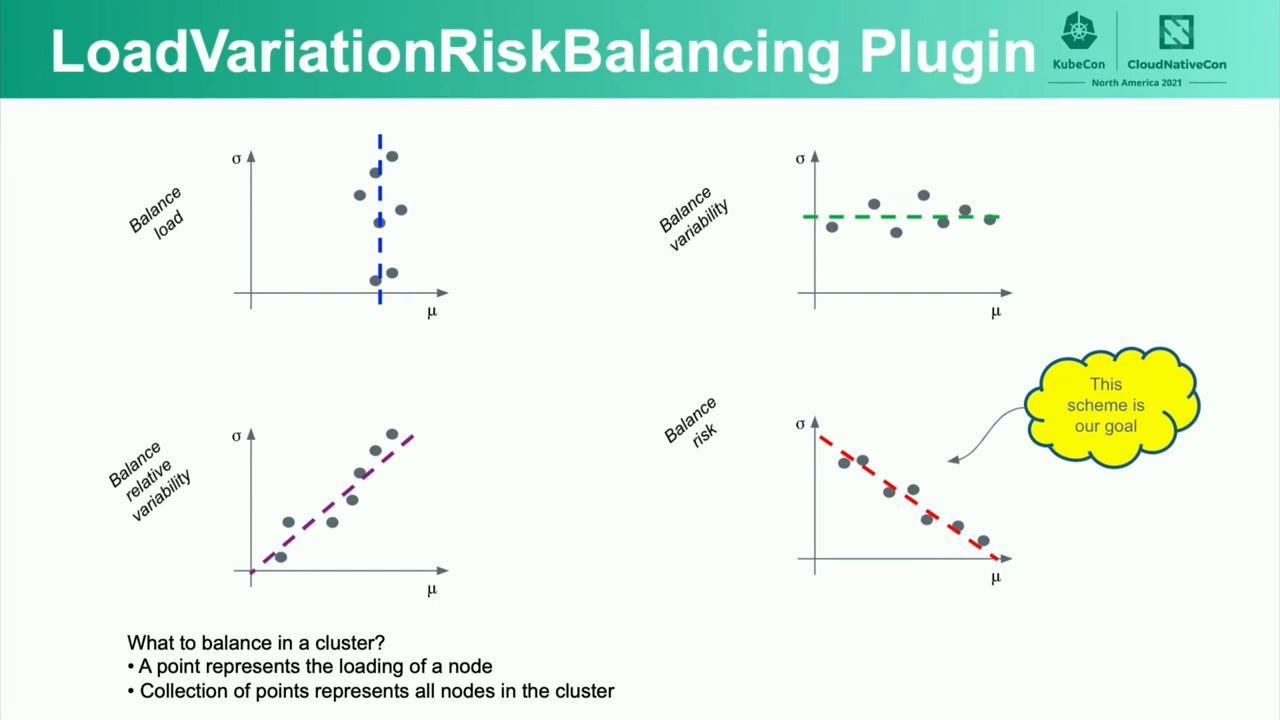 LoadVariationRiskBalancing Plugin
KubeCon
CloudNativeCon
North America 2021
Balance
load
σ
μ
Balance
variability
σ
μ
Balance
relative
variability
σ
μ
Balance
risk
σ
μ
This
scheme is
our goal
What to balance in a cluster?
• A point represents the loading of a node
• Collection of points represents all nodes in the cluster